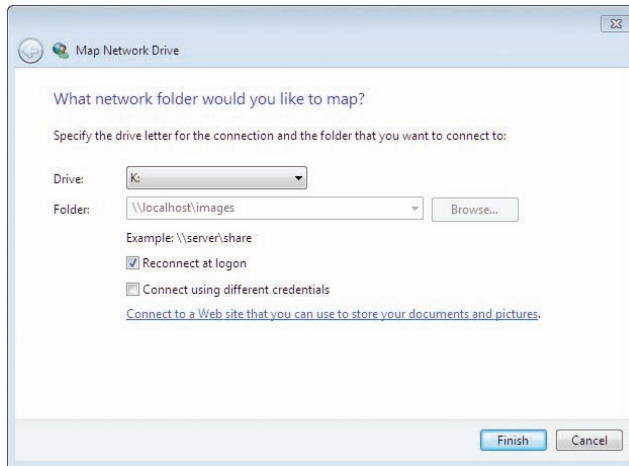 Map Network Drive
What network folder would you like to map?
Specify the drive letter for the connection and the folder that you want to connect to:
Drive: K:
Folder: \\localhost\images Browse...
Example: \\server\share
Reconnect at logon
Connect using different credentials
Connect to a Web site that you can use to store your documents and pictures.
Finish Cancel